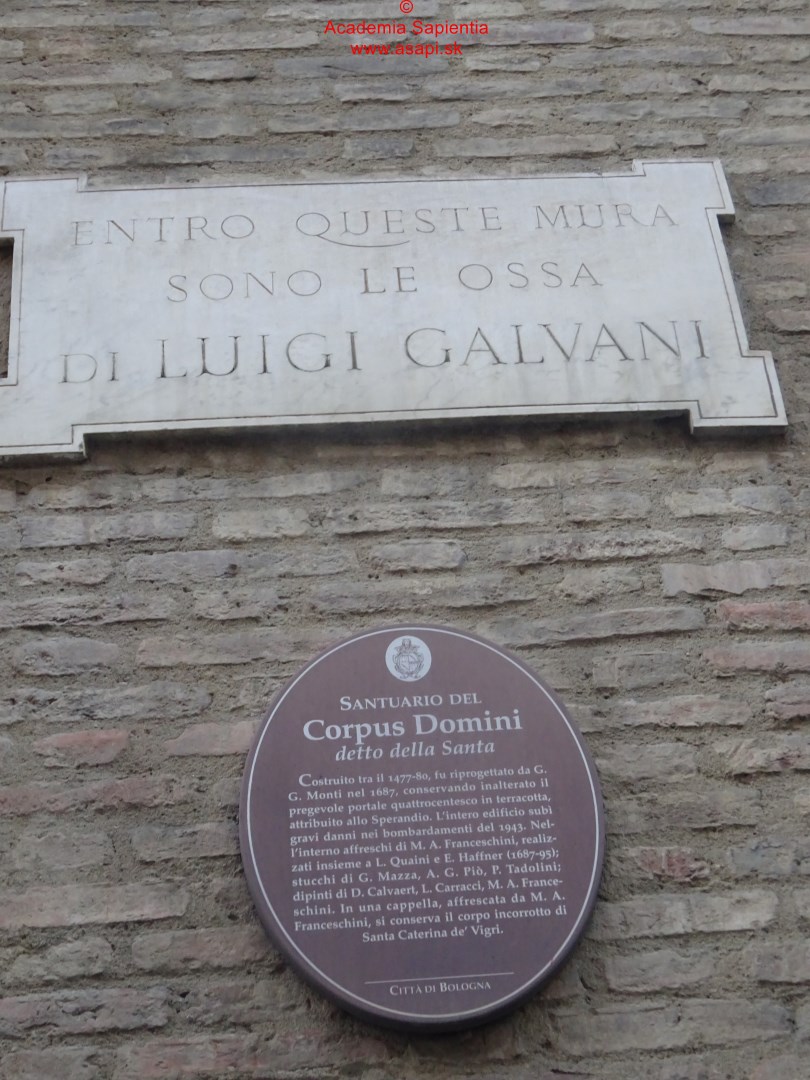 ©
Academia Sapientia
www.asapi.sk
ENTRO QUESTE MURA
SONO LE OSSA
DI LUIGI GALVANI
SANTUARIO DEL
Corpus Domini
detto della Santa
Costruito tra il 1477-80, fu riprogettato da G.
G. Monti nel 1687, conservando inalterato il
pregevole portale quattrocentesco in terracotta,
attribuito allo Sperandio. L'intero edificio subì
gravi danni nei bombardamenti del 1943. Nel-
l'interno affreschi di M. A. Franceschini, realiz-
zati insieme a L. Quaini e E. Haffner (1687-95);
stucchi di G. Mazza, A. G. Piò, P. Tadolini;
dipinti di D. Calvaert, L. Carracci, M. A. France-
schini. In una cappella, affrescata da M. A.
Franceschini, si conserva il corpo incorrotto di
Santa Caterina de' Vigri.
CITTÀ DI BOLOGNA